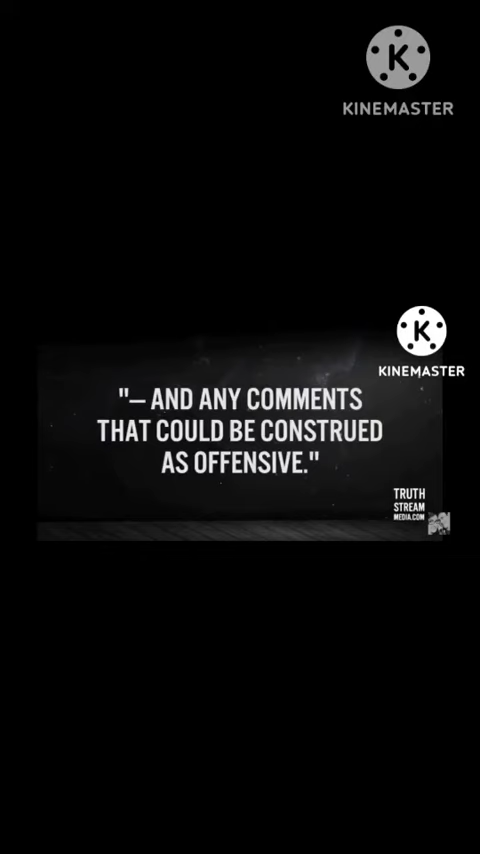 KINEMASTER
KINEMASTER
"— AND ANY COMMENTS
THAT COULD BE CONSTRUED
AS OFFENSIVE."
TRUTH
STREAM
MEDIA.COM